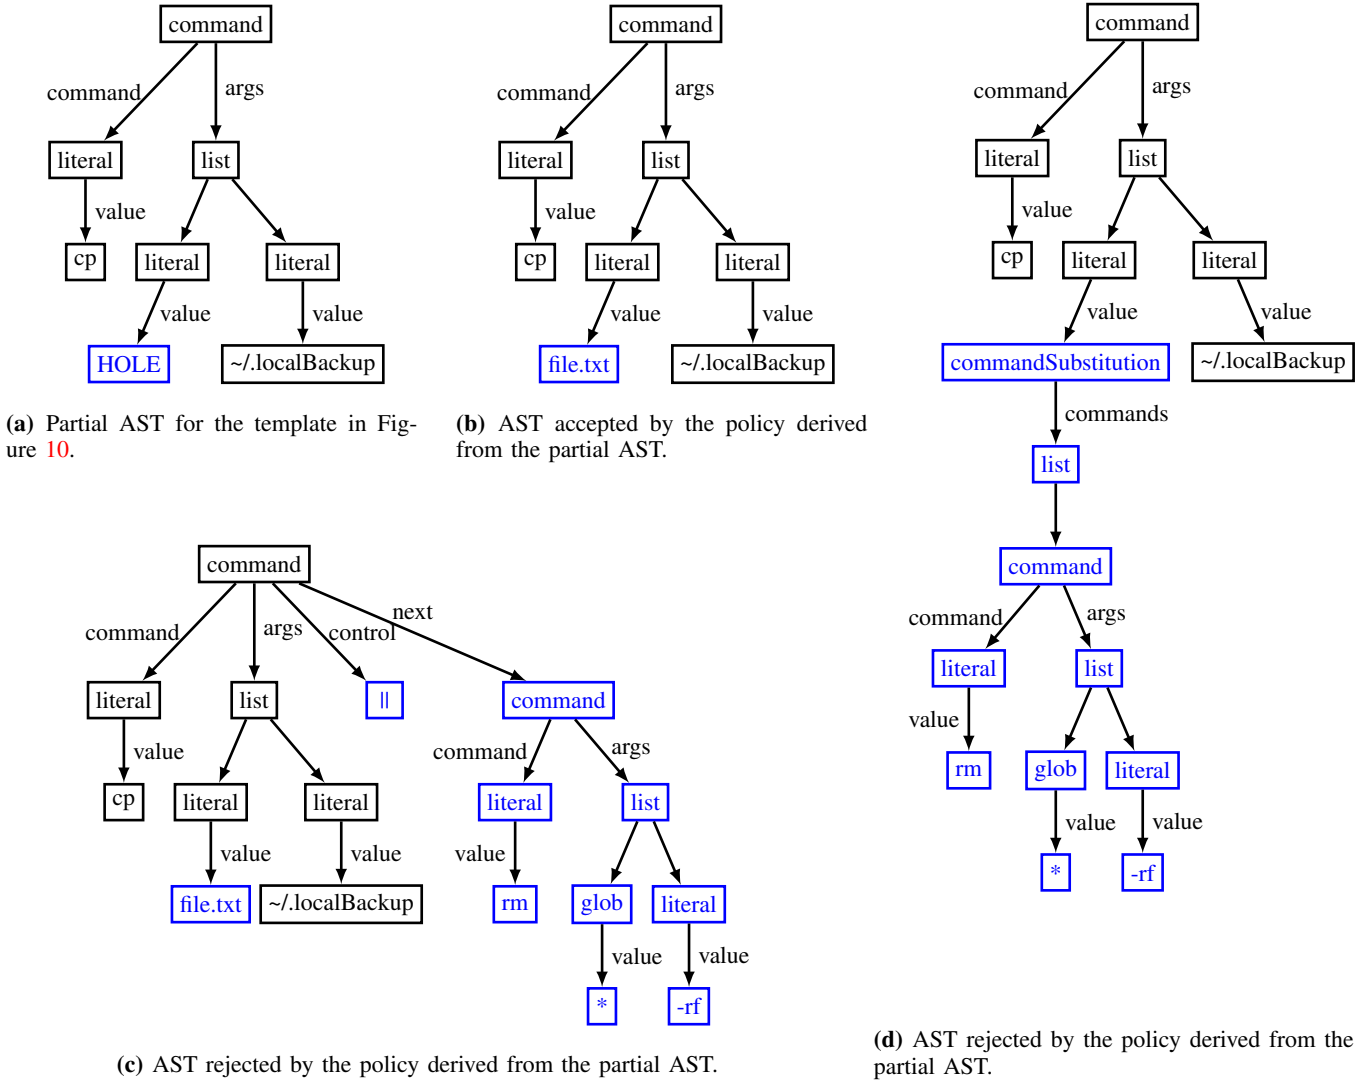 command
command
args
literal
list
value
cp
literal
literal
value
value
HOLE
~/.localBackup
(a) Partial AST for the template in Fig-
ure 10.
command
command
args
literal
list
value
cp
literal
literal
value
value
file.txt
~/.localBackup
(b) AST accepted by the policy derived
from the partial AST.
command
command
args
literal
list
value
cp
literal
literal
value
value
commandSubstitution
~/.localBackup
commands
list
command
command
args
literal
list
value
rm
glob
literal
value
value
*
-rf
(d) AST rejected by the policy derived from the
partial AST.
command
command
args
control
next
literal
list
||
command
value
cp
literal
literal
value
value
file.txt
~/.localBackup
command
args
literal
list
value
rm
glob
literal
value
value
*
-rf
(c) AST rejected by the policy derived from the partial AST.